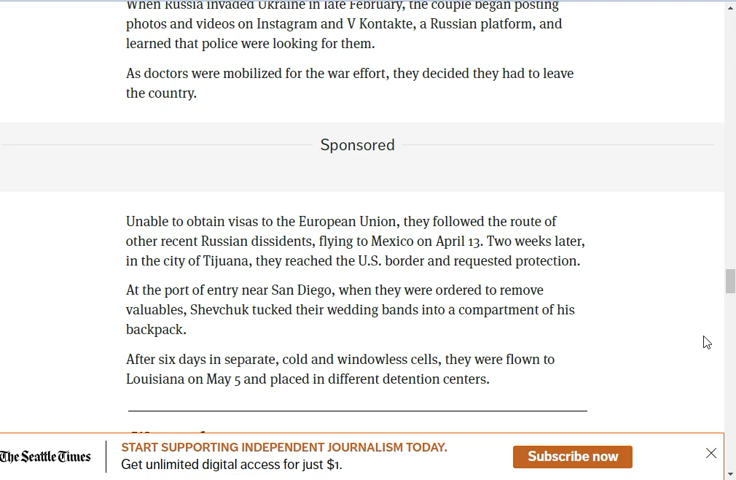 When Russia invaded Ukraine in late February, the couple began posting
photos and videos on Instagram and V Kontakte, a Russian platform, and
learned that police were looking for them.
As doctors were mobilized for the war effort, they decided they had to leave
the country.
Sponsored
Unable to obtain visas to the European Union, they followed the route of
other recent Russian dissidents, flying to Mexico on April 13. Two weeks later,
in the city of Tijuana, they reached the U.S. border and requested protection.
At the port of entry near San Diego, when they were ordered to remove
valuables, Shevchuk tucked their wedding bands into a compartment of his
backpack.
After six days in separate, cold and windowless cells, they were flown to
Louisiana on May 5 and placed in different detention centers.
The Seattle Times
START SUPPORTING INDEPENDENT JOURNALISM TODAY.
Get unlimited digital access for just $1.
Subscribe now